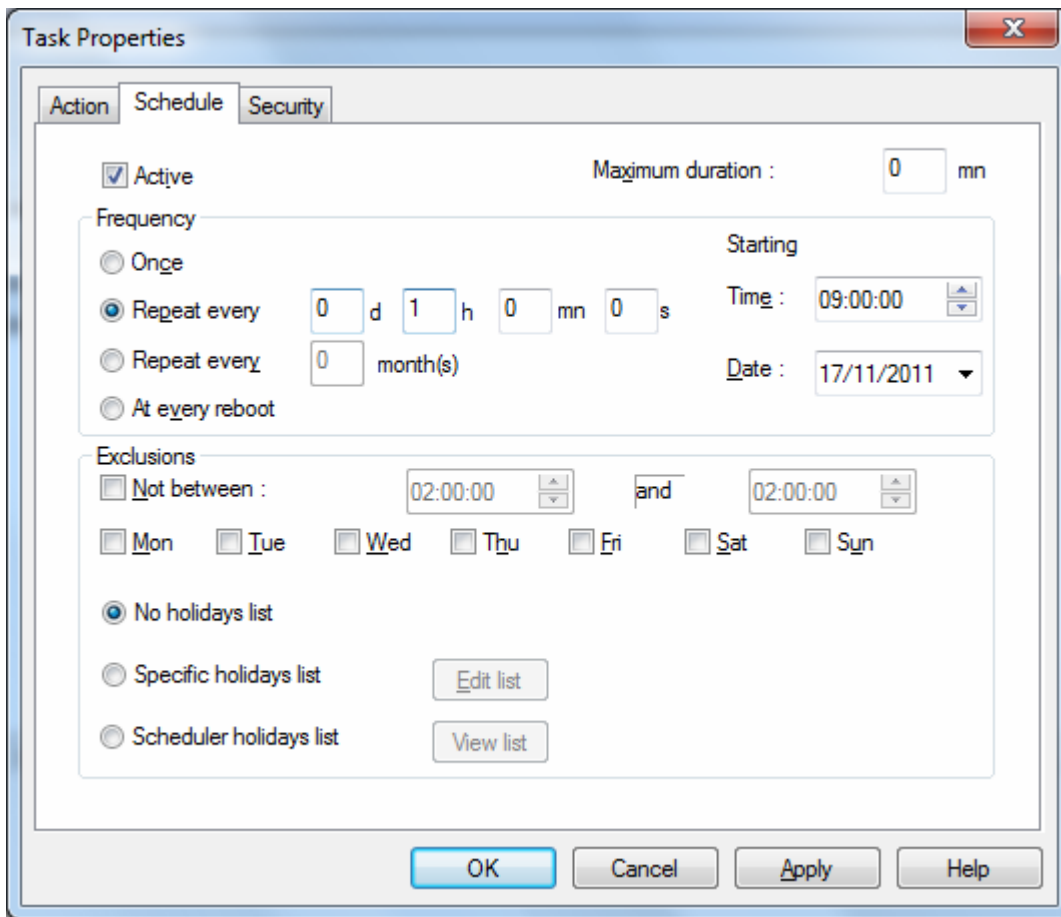 Task Properties
Action Schedule Security
Active Maximum duration : 0 mn
Frequency
Starting
Once
Repeat every 0 d 1 h 0 mn 0 s Time : 09:00:00
Repeat every 0 month(s) Date : 17/11/2011
At every reboot
Exclusions
Not between : 02:00:00 and 02:00:00
Mon Tue Wed Thu Fri Sat Sun
No holidays list
Specific holidays list Edit list
Scheduler holidays list View list
OK Cancel Apply Help